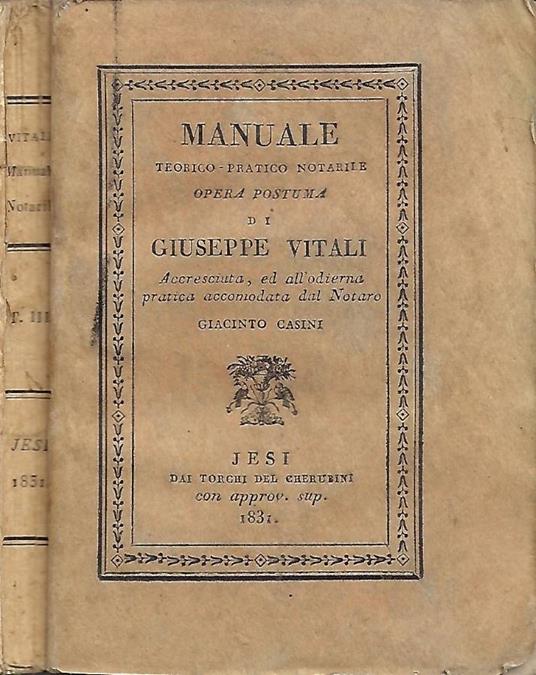 VITALI
Manuale
Notaril
T. III
JESI
1831
MANUALE
TEORICO-PRATICO NOTARILE
OPERA POSTUMA
DI
GIUSEPPE VITALI
Accresciuta, ed all'odierna
pratica accomodata dal Notaro
GIACINTO CASINI
JESI
DAI TORCHI DEL CHERUBINI
con approv. sup.
1831.